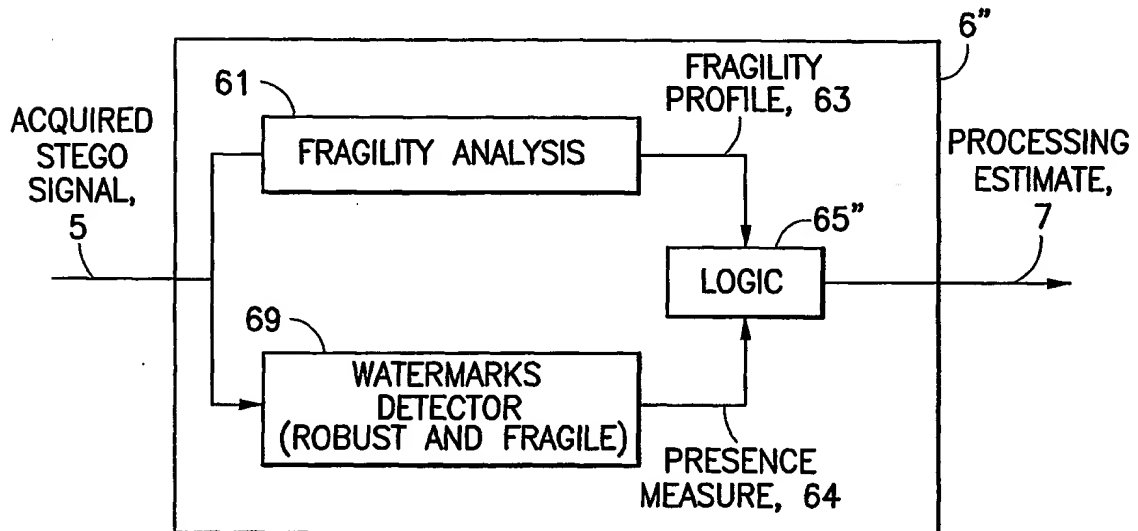 6”
61
FRAGILITY
PROFILE, 63
ACQUIRED
STEGO
SIGNAL,
5
FRAGILITY ANALYSIS
PROCESSING
ESTIMATE,
7
65”
LOGIC
69
WATERMARKS
DETECTOR
(ROBUST AND FRAGILE)
PRESENCE
MEASURE, 64